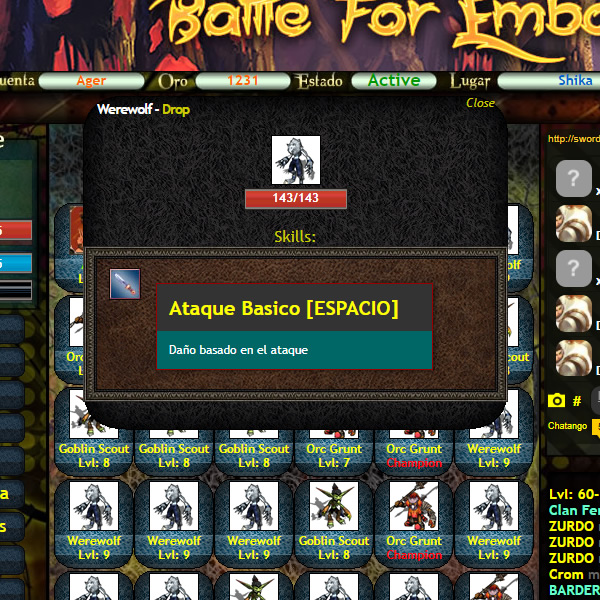 Battle For Emba
uenta Ager Oro 1231 Estado Active Lugar Shika
Werewolf - Drop
Close
http://sword
143/143
Skills:
Ataque Basico [ESPACIO]
Daño basado en el ataque
# 
Chatango
Goblin Scout Goblin Scout Goblin Scout Orc Grunt Orc Grunt Werewolf
Lvl: 8 Lvl: 8 Lvl: 8 Lvl: 7 Champion Lvl: 9
Werewolf Werewolf Werewolf Goblin Scout Orc Grunt Werewolf
Lvl: 9 Lvl: 9 Lvl: 9 Lvl: 8 Champion Lvl: 9
Lvl: 60-
Clan Fe
ZURDO
ZURDO
ZURDO
Crom m
BARDER